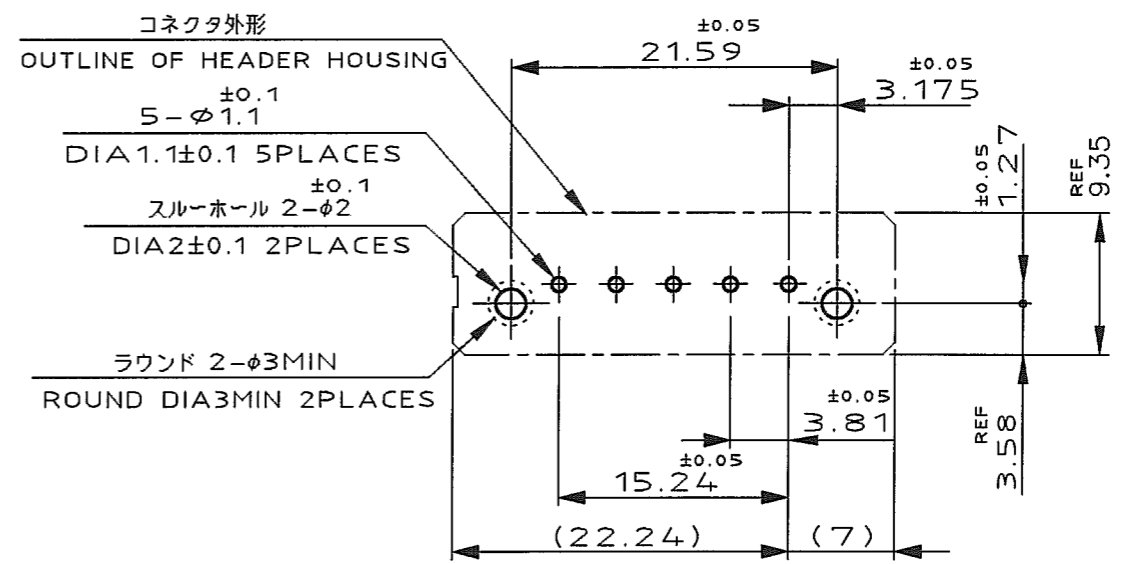 コネクタ外形
OUTLINE OF HEADER HOUSING
±0.1
5-φ1.1
DIA1.1±0.1 5PLACES
±0.1
スルーホール 2-φ2
DIA2±0.1 2PLACES
ラウンド 2-φ3MIN
ROUND DIA3MIN 2PLACES
±0.05
21.59
±0.05
3.175
±0.05
1.27
REF
9.35
±0.05
3.81
REF
3.58
±0.05
15.24
(22.24)
(7)